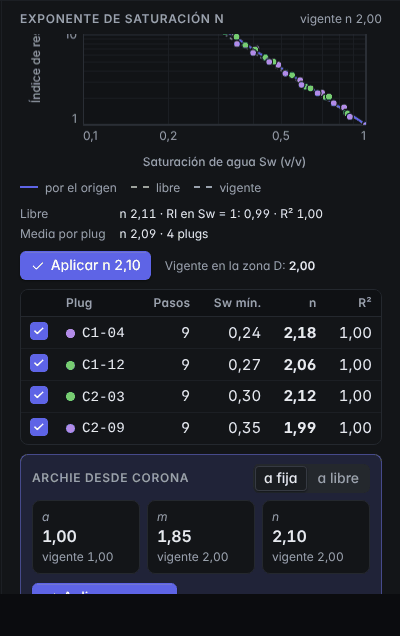 EXPONENTE DE SATURACIÓN N vigente n 2,00
Índice de
10
1
0,1 0,2 0,5 1
Saturación de agua Sw (v/v)
por el origen libre vigente
Libre n 2,11 · RI en Sw = 1: 0,99 · R² 1,00
Media por plug n 2,09 · 4 plugs
Aplicar n 2,10 Vigente en la zona D: 2,00
Plug Pasos Sw mín. n R²
C1-04 9 0,24 2,18 1,00
C1-12 9 0,27 2,06 1,00
C2-03 9 0,30 2,12 1,00
C2-09 9 0,35 1,99 1,00
ARCHIE DESDE CORONA a fija a libre
a m n
1,00 1,85 2,10
vigente 1,00 vigente 2,00 vigente 2,00